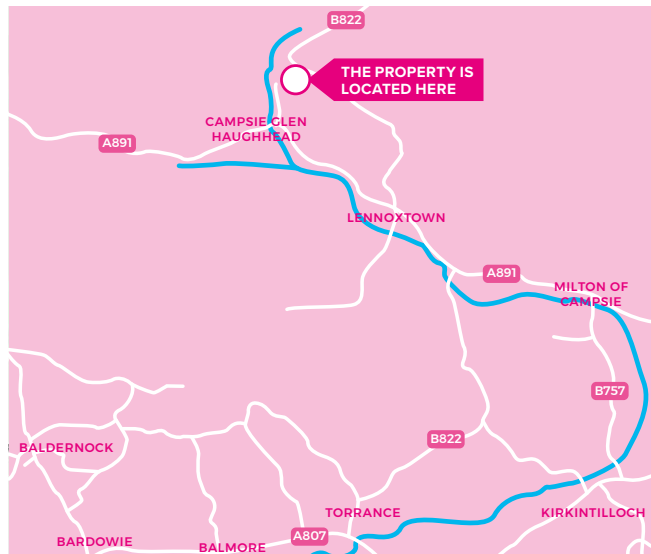 B822
THE PROPERTY IS
LOCATED HERE
CAMPSIE GLEN
HAUGHHEAD
A891
LENNOXTOWN
A891
MILTON OF
CAMPSIE
B757
B822
BALDERNOCK
TORRANCE
KIRKINTILLOCH
A807
BARDOWIE
BALMORE